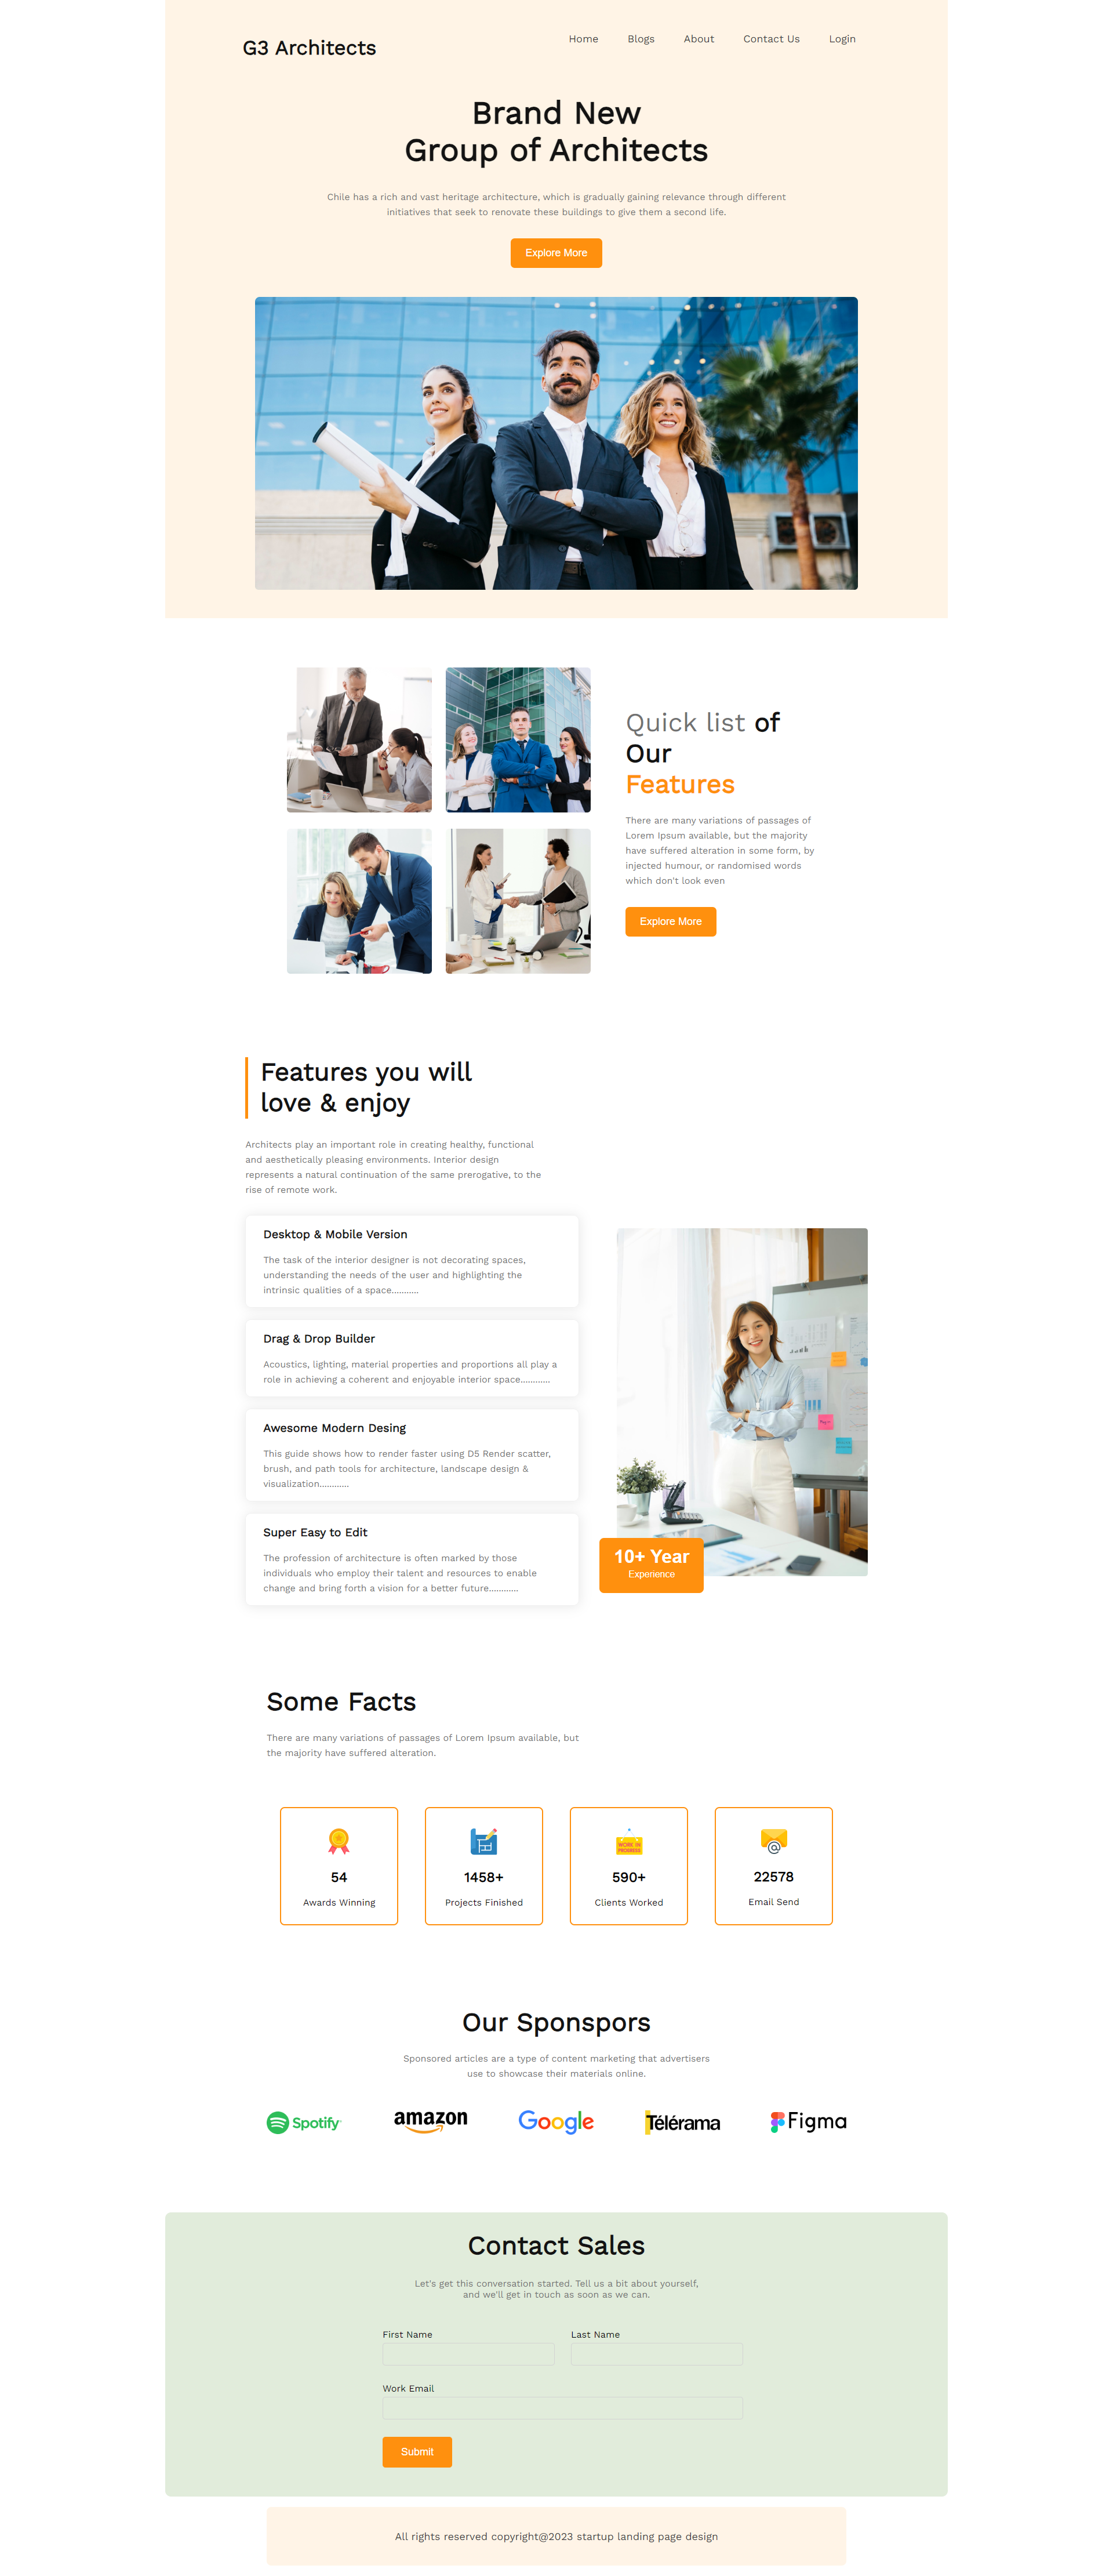 G3 Architects
Home
Blogs
About
Contact Us
Login
Brand New
Group of Architects
Chile has a rich and vast heritage architecture, which is gradually gaining relevance through different
initiatives that seek to renovate these buildings to give them a second life.
Explore More
Quick list of
Our
Features
There are many variations of passages of
Lorem Ipsum available, but the majority
have suffered alteration in some form, by
injected humour, or randomised words
which don't look even
Explore More
Features you will
love & enjoy
Architects play an important role in creating healthy, functional
and aesthetically pleasing environments. Interior design
represents a natural continuation of the same prerogative, to the
rise of remote work.
Desktop & Mobile Version
The task of the interior designer is not decorating spaces,
understanding the needs of the user and highlighting the
intrinsic qualities of a space...........
Drag & Drop Builder
Acoustics, lighting, material properties and proportions all play a
role in achieving a coherent and enjoyable interior space............
Awesome Modern Desing
This guide shows how to render faster using D5 Render scatter,
brush, and path tools for architecture, landscape design &
visualization............
Super Easy to Edit
The profession of architecture is often marked by those
individuals who employ their talent and resources to enable
change and bring forth a vision for a better future............
10+ Year
Experience
Some Facts
There are many variations of passages of Lorem Ipsum available, but
the majority have suffered alteration.
54
Awards Winning
1458+
Projects Finished
WORK IN
PROGRESS
590+
Clients Worked
@
22578
Email Send
Our Sponspors
Sponsored articles are a type of content marketing that advertisers
use to showcase their materials online.
Spotify
amazon
Google
Télérama
Figma
Contact Sales
Let's get this conversation started. Tell us a bit about yourself,
and we'll get in touch as soon as we can.
First Name
Last Name
Work Email
Submit
All rights reserved copyright@2023 startup landing page design